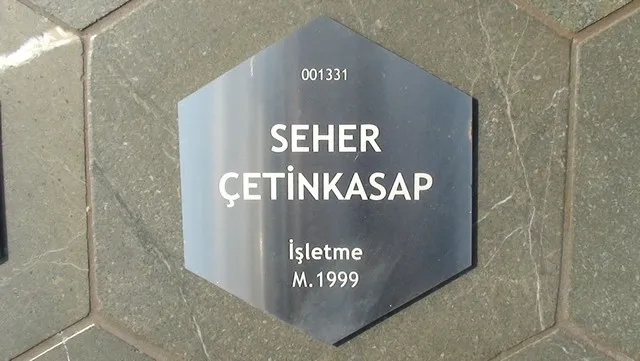 001331
SEHER
ÇETİNKASAP
İşletme
M.1999